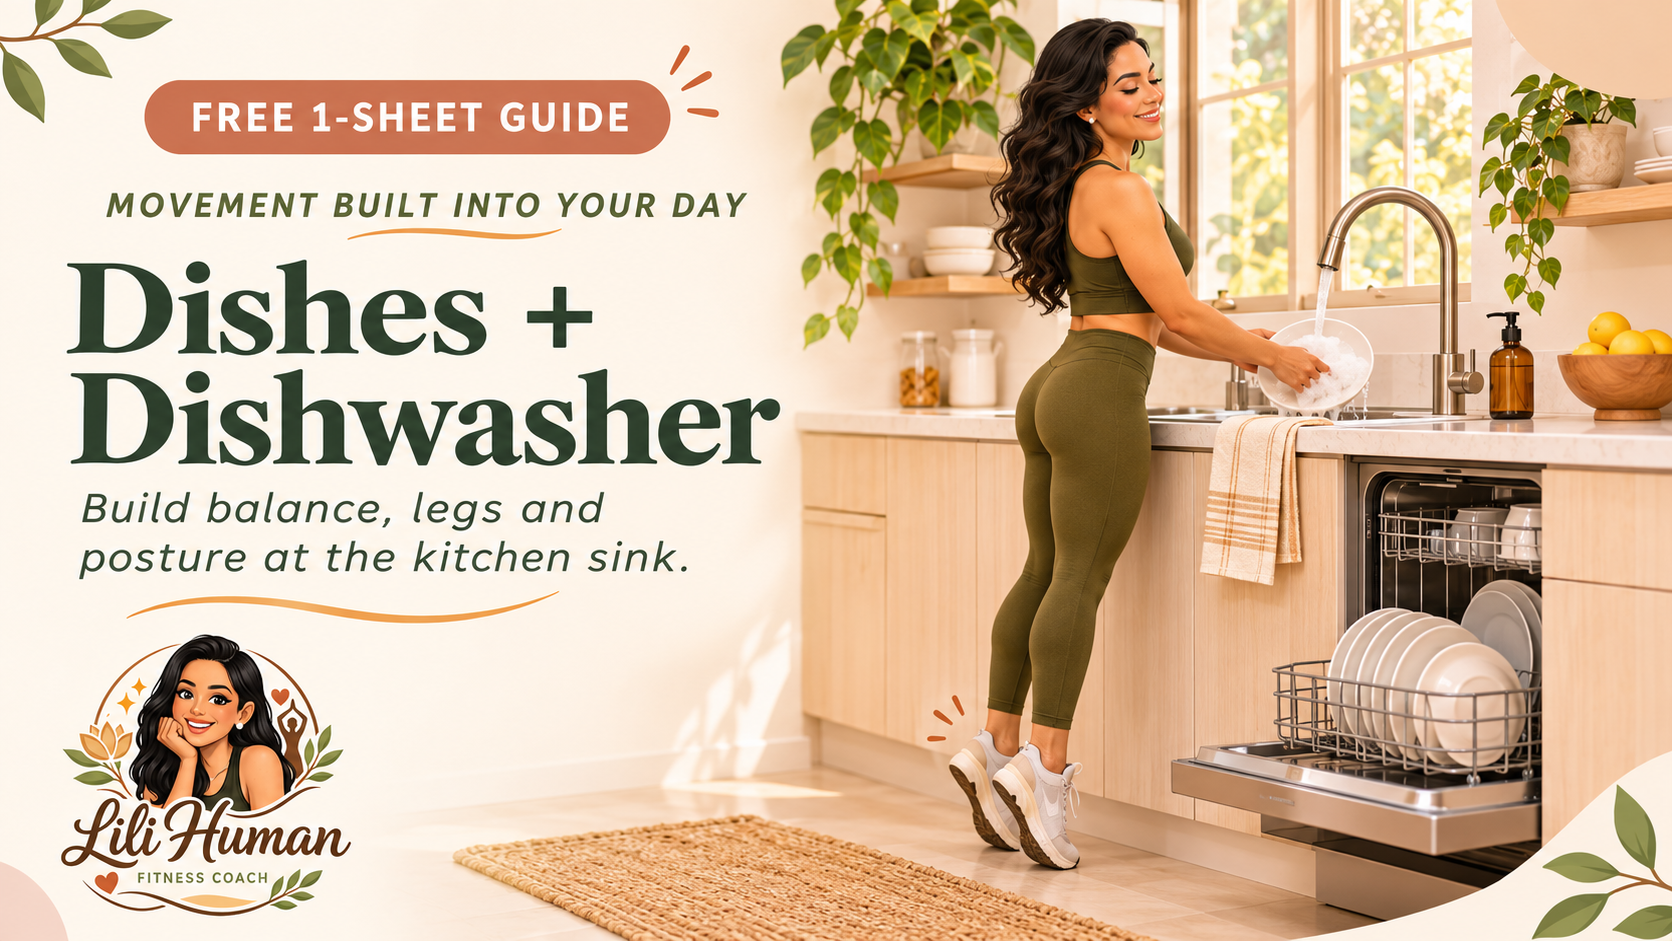 FREE 1-SHEET GUIDE
MOVEMENT BUILT INTO YOUR DAY
Dishes +
Dishwasher
Build balance, legs and
posture at the kitchen sink.
Lili Human
FITNESS COACH